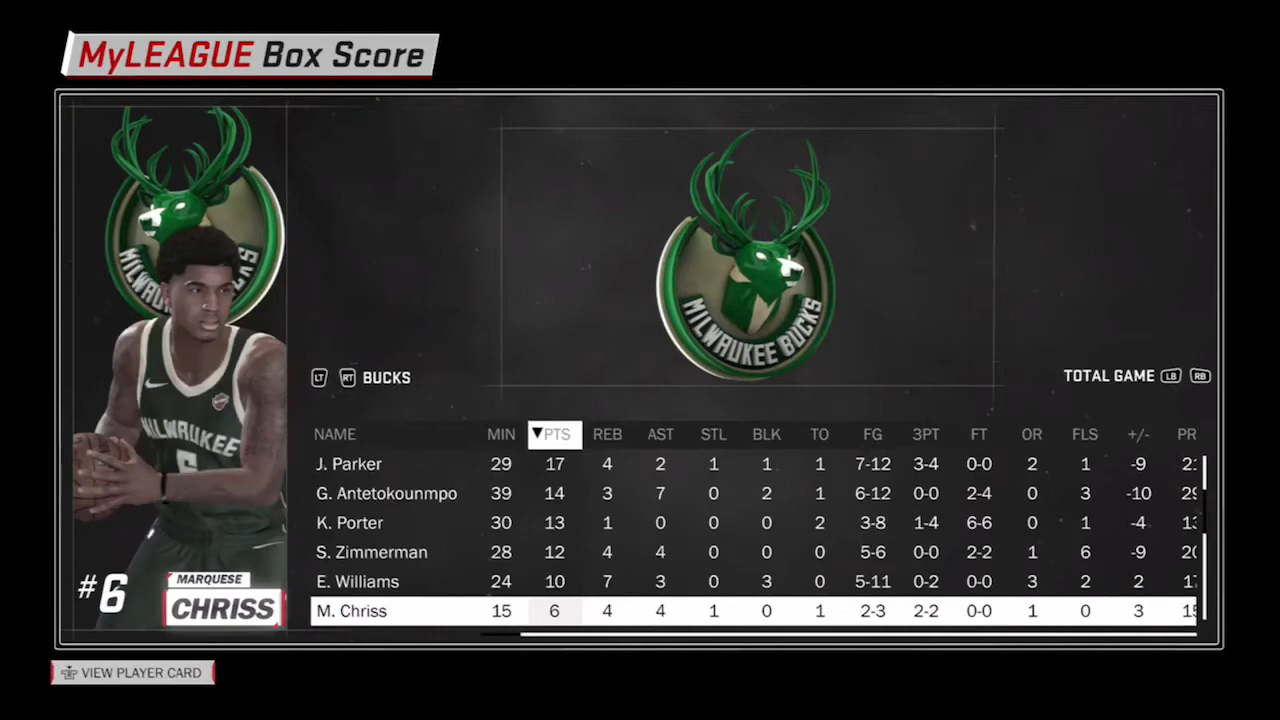 MyLEAGUE Box Score
MILWAUKEE BUCKS
LT RT BUCKS
TOTAL GAME LB RB
NAME MIN PTS REB AST STL BLK TO FG 3PT FT OR FLS +/- PR
J. Parker 29 17 4 2 1 1 1 7-12 3-4 0-0 2 1 -9
G. Antetokounmpo 39 14 3 7 0 2 1 6-12 0-0 2-4 0 3 -10
K. Porter 30 13 1 0 0 0 2 3-8 1-4 6-6 0 1 -4
S. Zimmerman 28 12 4 4 0 0 0 5-6 0-0 2-2 1 6 -9
E. Williams 24 10 7 3 0 3 0 5-11 0-2 0-0 3 2 2
M. Chriss 15 6 4 4 1 0 1 2-3 2-2 0-0 1 0 3
MILWAUKEE
#6
MARQUESE
CHRISS
VIEW PLAYER CARD